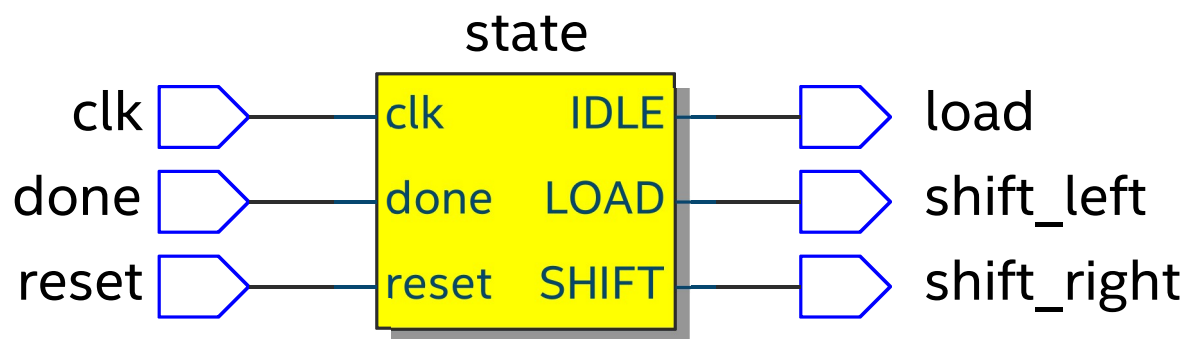 state
clk clk IDLE load
done done LOAD shift_left
reset reset SHIFT shift_right